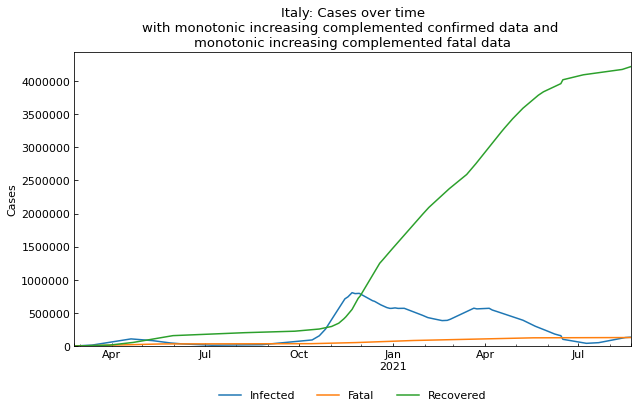 Italy: Cases over time
with monotonic increasing complemented confirmed data and
monotonic increasing complemented fatal data
Cases
4000000
3500000
3000000
2500000
2000000
1500000
1000000
500000
0
Apr
Jul
Oct
Jan
2021
Apr
Jul
Infected
Fatal
Recovered